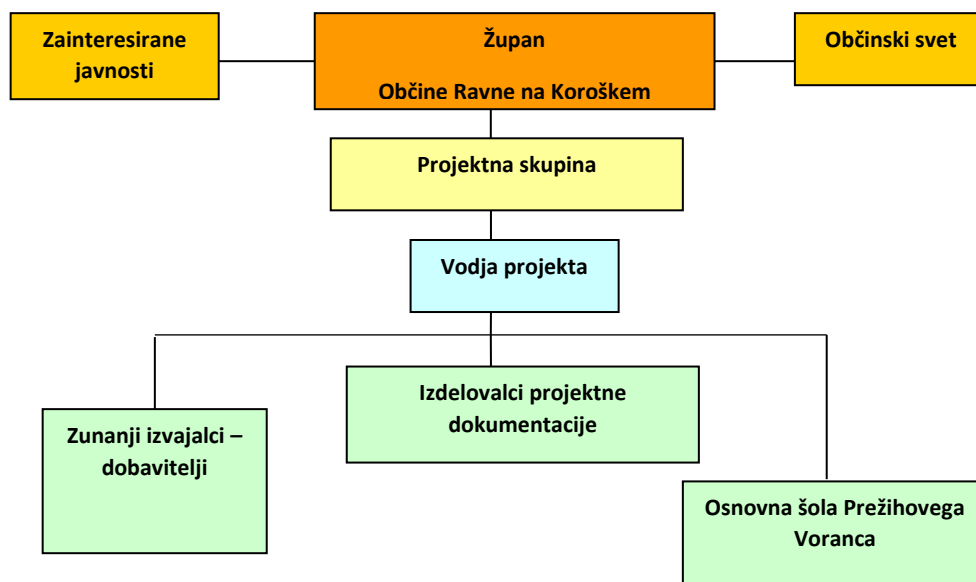 Zainteresirane
javnosti
Župan
Občine Ravne na Koroškem
Občinski svet
Projektna skupina
Vodja projekta
Zunanji izvajalci –
dobavitelji
Izdelovalci projektne
dokumentacije
Osnovna šola Prežihovega
Voranca